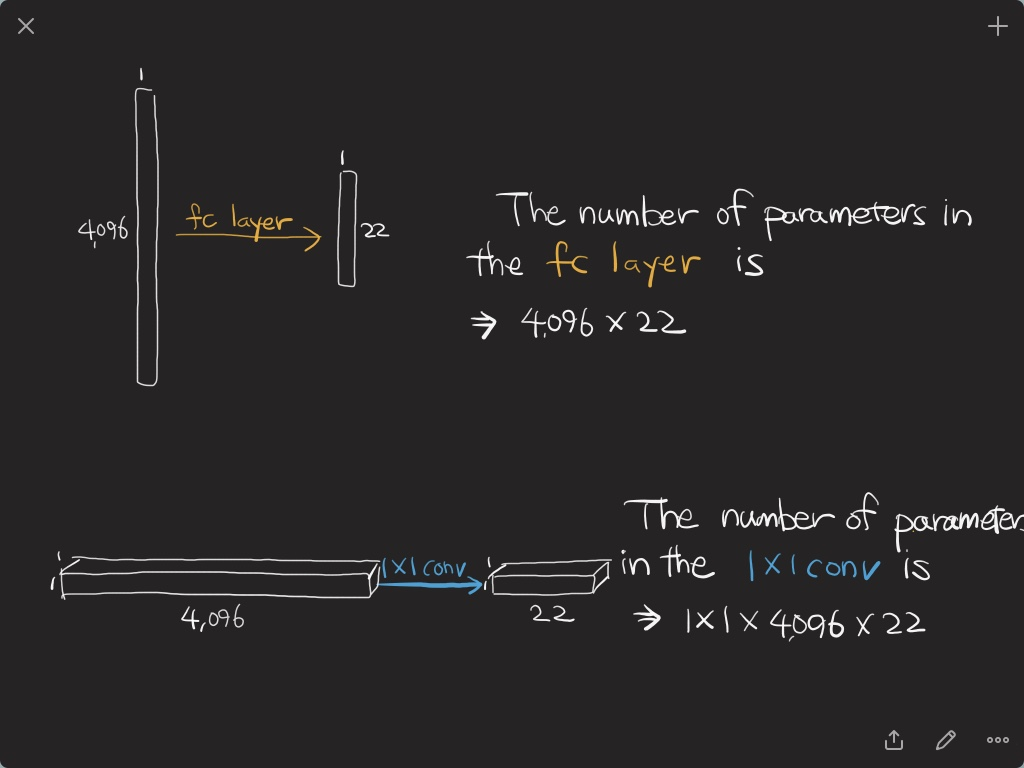 1
4,096
fc layer
1
22
The number of parameters in
the fc layer is
⇒ 4,096 × 22
1
1
4,096
1×1 conv
1
1
22
The number of parameters
in the 1×1 conv is
⇒ 1×1× 4,096 × 22